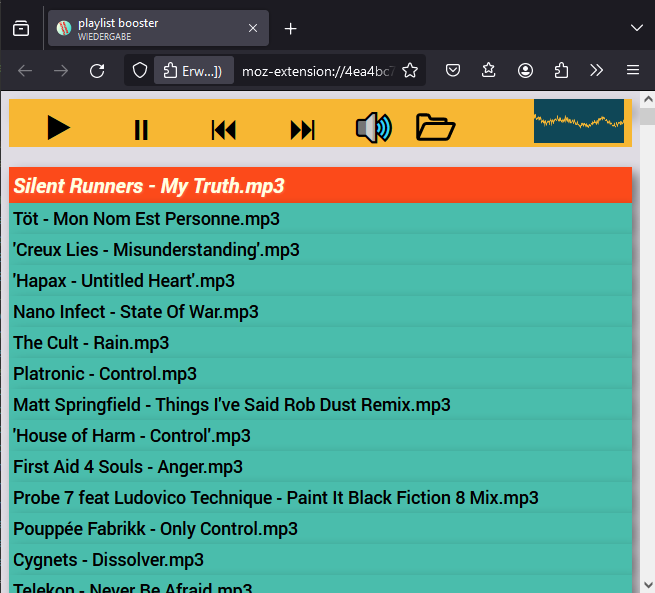 playlist booster
WIEDERGABE
Erw...])
moz-extension://4ea4bc7
Silent Runners - My Truth.mp3
Töt - Mon Nom Est Personne.mp3
'Creux Lies - Misunderstanding'.mp3
'Hapax - Untitled Heart'.mp3
Nano Infect - State Of War.mp3
The Cult - Rain.mp3
Platronic - Control.mp3
Matt Springfield - Things I've Said Rob Dust Remix.mp3
'House of Harm - Control'.mp3
First Aid 4 Souls - Anger.mp3
Probe 7 feat Ludovico Technique - Paint It Black Fiction 8 Mix.mp3
Pouppée Fabrikk - Only Control.mp3
Cygnets - Dissolver.mp3
Telekon - Never Be Afraid.mp3